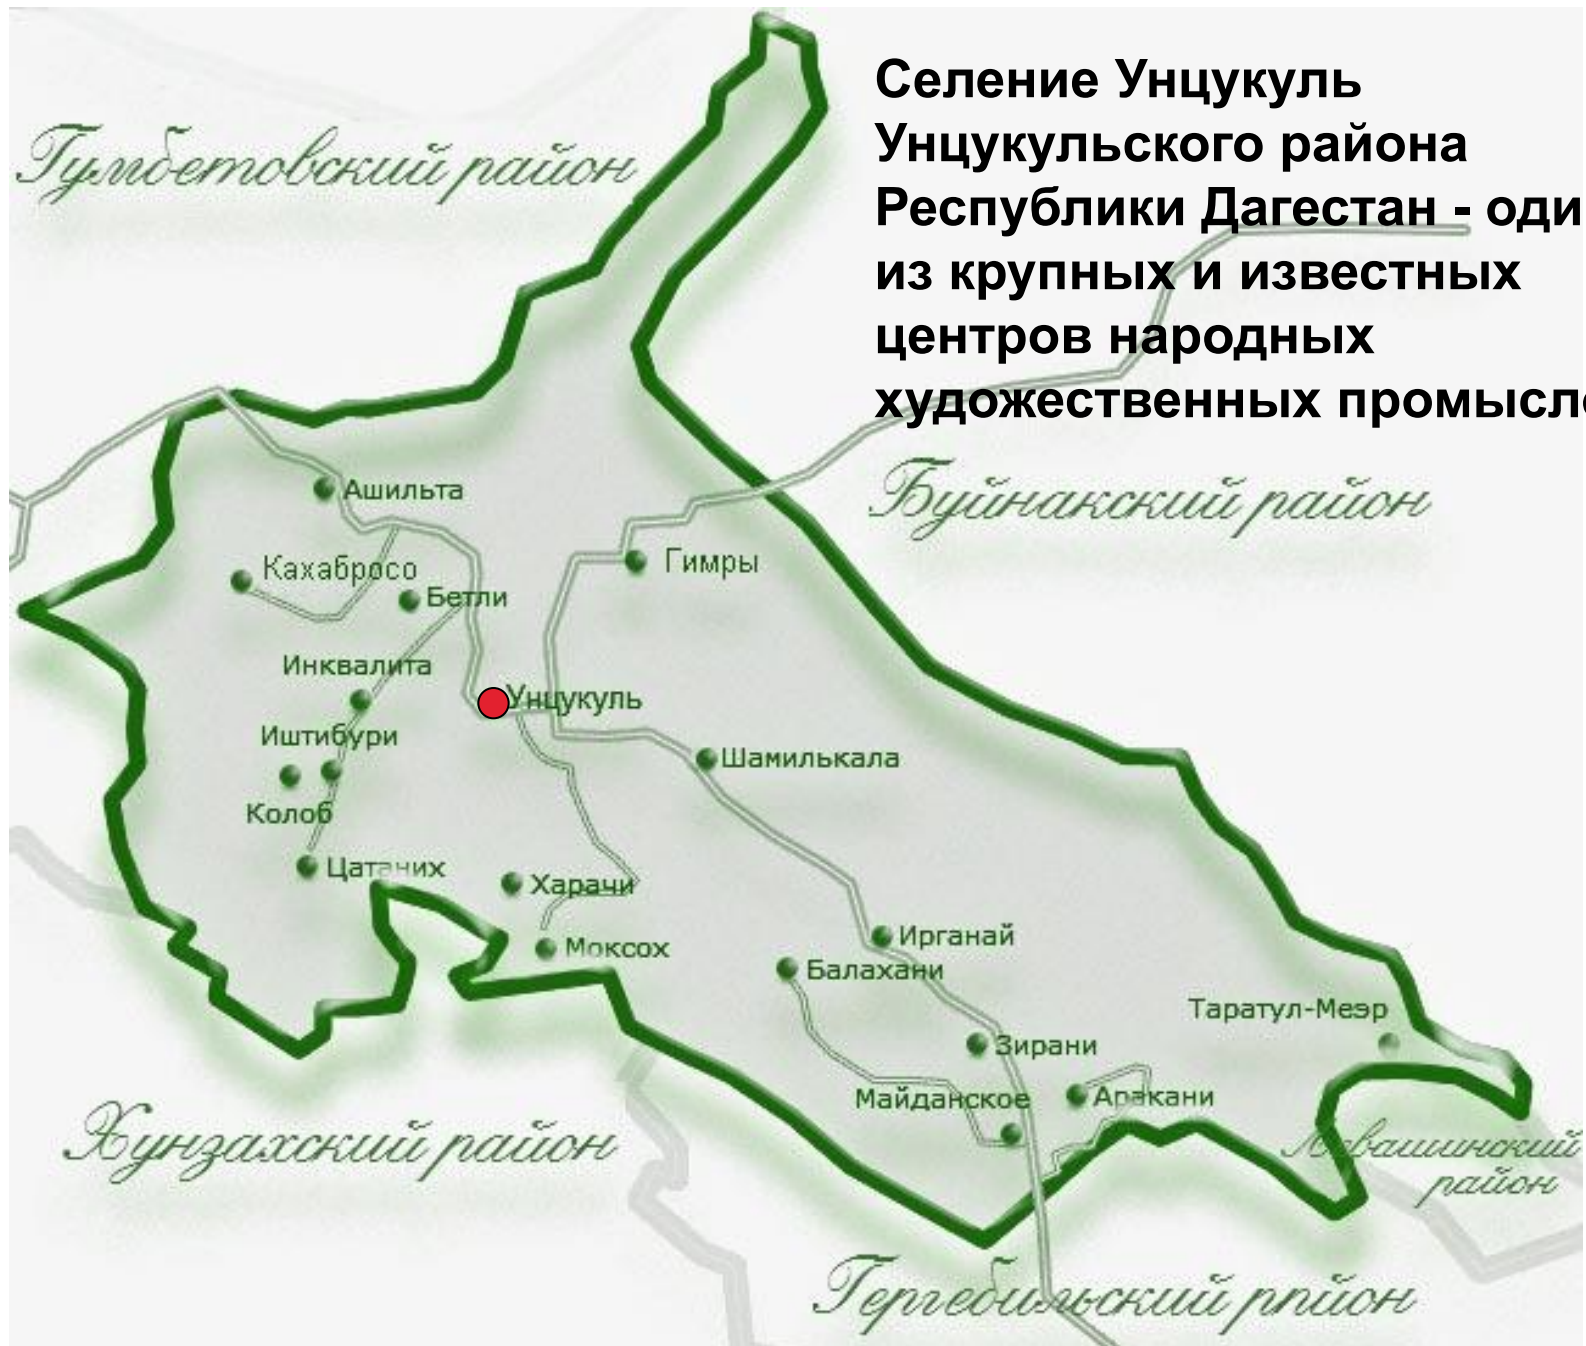 Селение Унцукуль
Унцукульского района
Республики Дагестан - оди
из крупных и известных
центров народных
художественных промысло
Гумбетовский район
Буйнакский район
Ашильта
Гимры
Кахабросо
Бетли
Инквалита
Унцукуль
Иштибури
Шамилькала
Колоб
Цатаних
Харачи
Моксох
Ирганай
Балахани
Таратул-Меэр
Зирани
Майданское
Аракани
Хунзахский район
Левашинский
район
Гергебильский рпйон